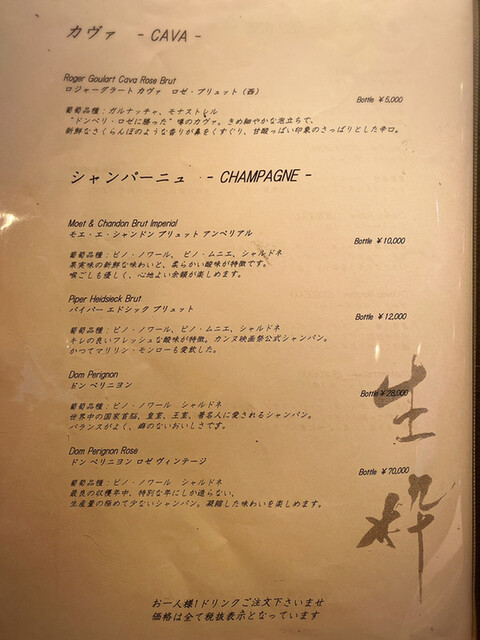 カヴァ - CAVA -
Roger Goulart Cava Rose Brut
ロジャーグラート カヴァ ロゼ・ブリュット (西)
Bottle ¥5,000
葡萄品種:ガルナッチャ、モナストレル
"ドンペリ・ロゼに勝った"噂のカヴァ。きめ細やかな泡立ちで、
新鮮なさくらんぼのような香りが鼻をくすぐり、甘酸っぱい印象のさっぱりとした辛口。
シャンパーニュ - CHAMPAGNE -
Moet & Chandon Brut Imperial
モエ・エ・シャンドン ブリュット アンペリアル
Bottle ¥10,000
葡萄品種:ピノ・ノワール、ピノ・ムニエ、シャルドネ
果実味の新鮮な味わいと、柔らかい酸味が特徴です。
喉ごしも優しく、心地よい余韻が楽しめます。
Piper Heidsieck Brut
パイパー エドシック ブリュット
Bottle ¥12,000
葡萄品種:ピノ・ノワール、ピノ・ムニエ、シャルドネ
キレの良いフレッシュな酸味が特徴。カンヌ映画祭公式シャンパン。
かつてマリリン・モンローも愛飲した。
Dom Perignon
ドン ペリニヨン
Bottle ¥28,000
葡萄品種:ピノ・ノワール シャルドネ
世界中の国家首脳、皇室、王室、著名人に愛されるシャンパン。
バランスがよく、癖のないおいしさです。
Dom Perignon Rose
ドン ペリニヨン ロゼ ヴィンテージ
Bottle ¥70,000
葡萄品種:ピノ・ノワール シャルドネ
最良の収穫年中、特別な年にしか造らない、
生産量の極めて少ないシャンパン。凝縮した味わいを楽しめます。
生粋
お一人様1ドリンクご注文下さいませ
価格は全て税抜表示となっています